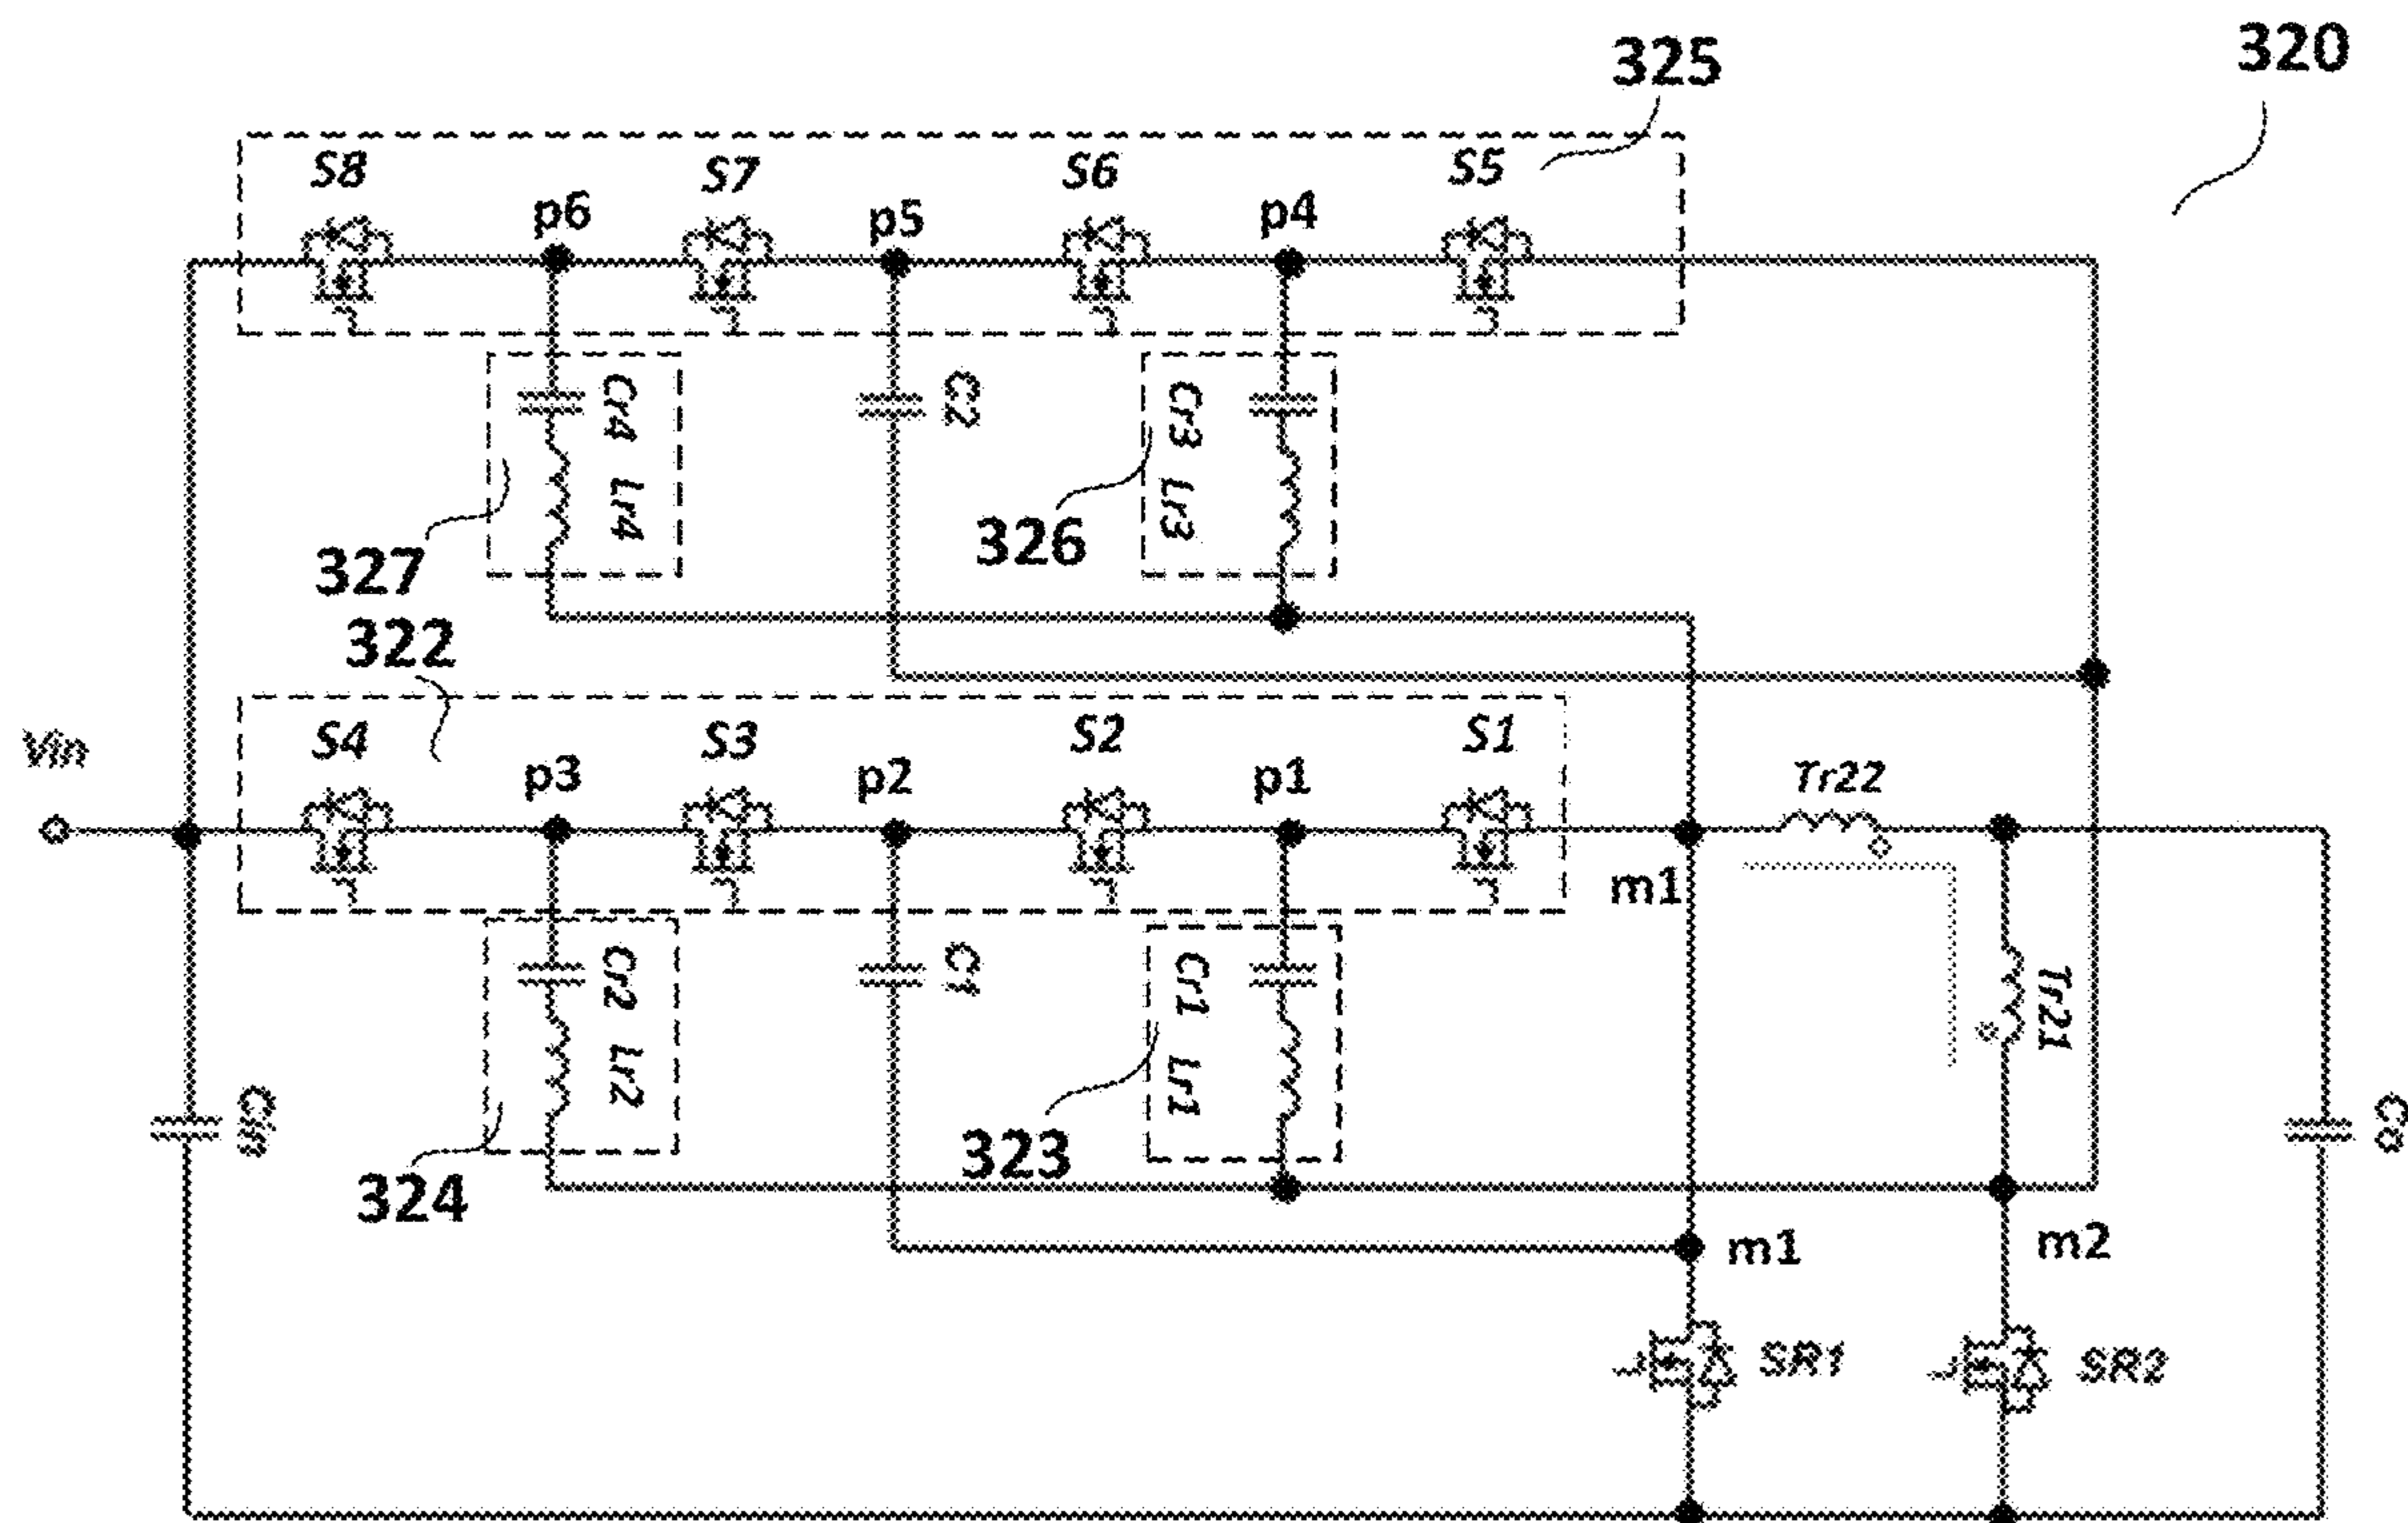 325
320
S8
S7
S6
S5
p6
p5
p4
Cr4 Lr4
C2
Cr3 Lr3
327
326
322
Vin
S4
S3
S2
S1
p3
p2
p1
Tr22
m1
Cr2 Lr2
C1
Cr1 Lr1
Tr21
Cin
Co
324
323
m1
m2
SR1
SR2